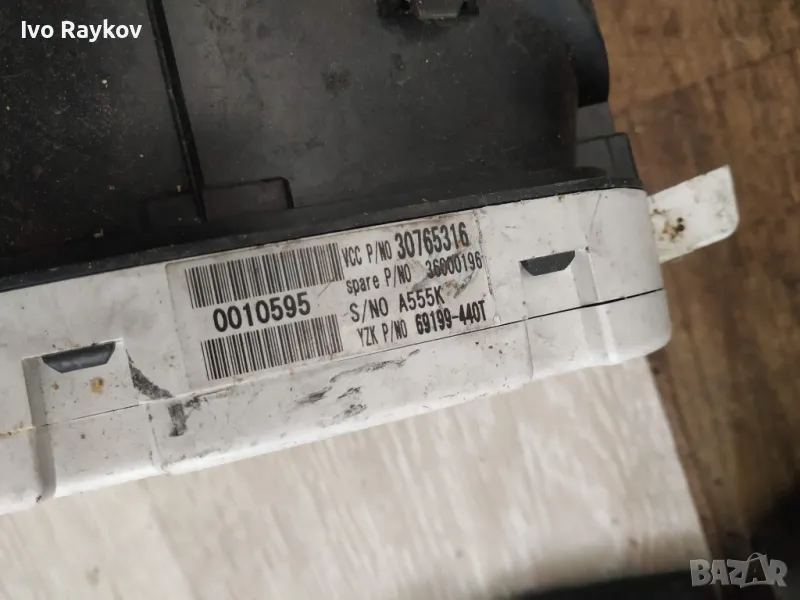 Ivo Raykov
VCC P/NO 30765316
spare P/NO 36000196
0010595
S/NO A555K
YZK P/NO 69199-440T
BAZAR